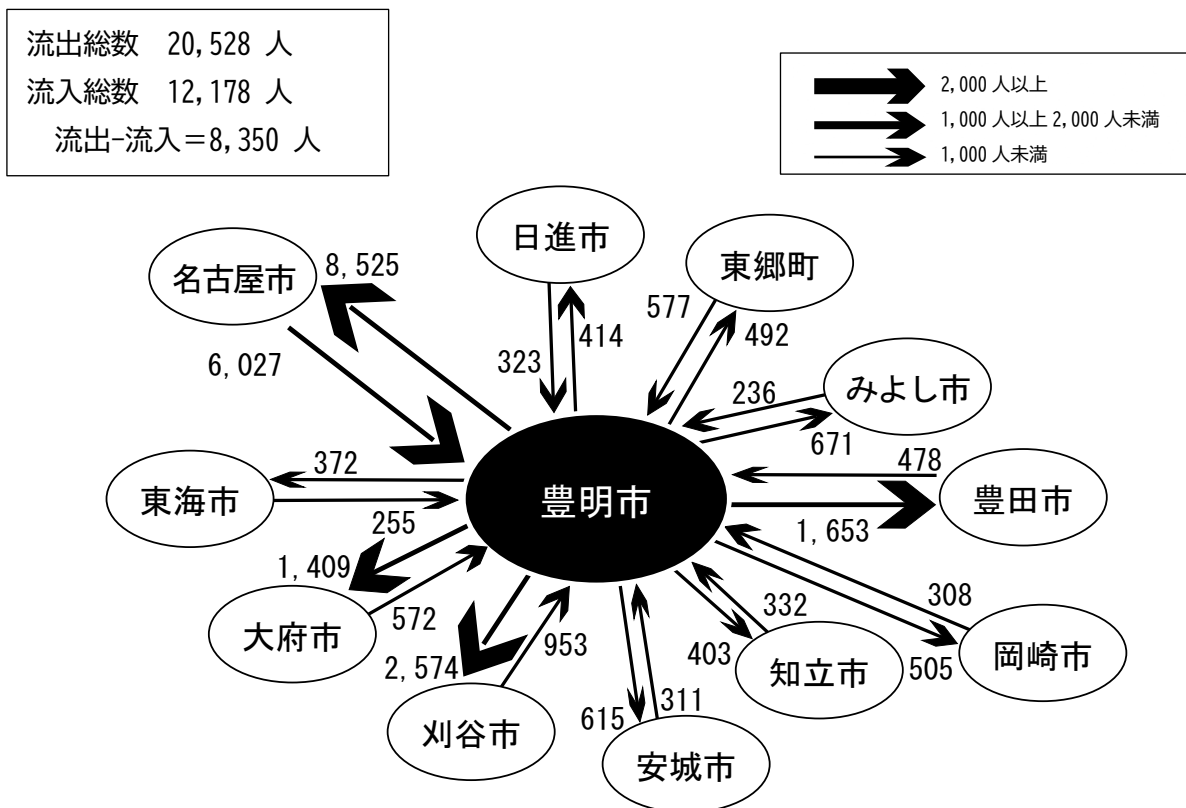 流出総数 20,528 人
流入総数 12,178 人
流出-流入=8,350 人
2,000 人以上
1,000 人以上 2,000 人未満
1,000 人未満
日進市
東郷町
名古屋市
8,525
577
492
414
323
6,027
みよし市
236
671
372
478
東海市
豊明市
豊田市
255
1,653
1,409
572
332
308
大府市
953
403
岡崎市
2,574
知立市
505
615
311
刈谷市
安城市